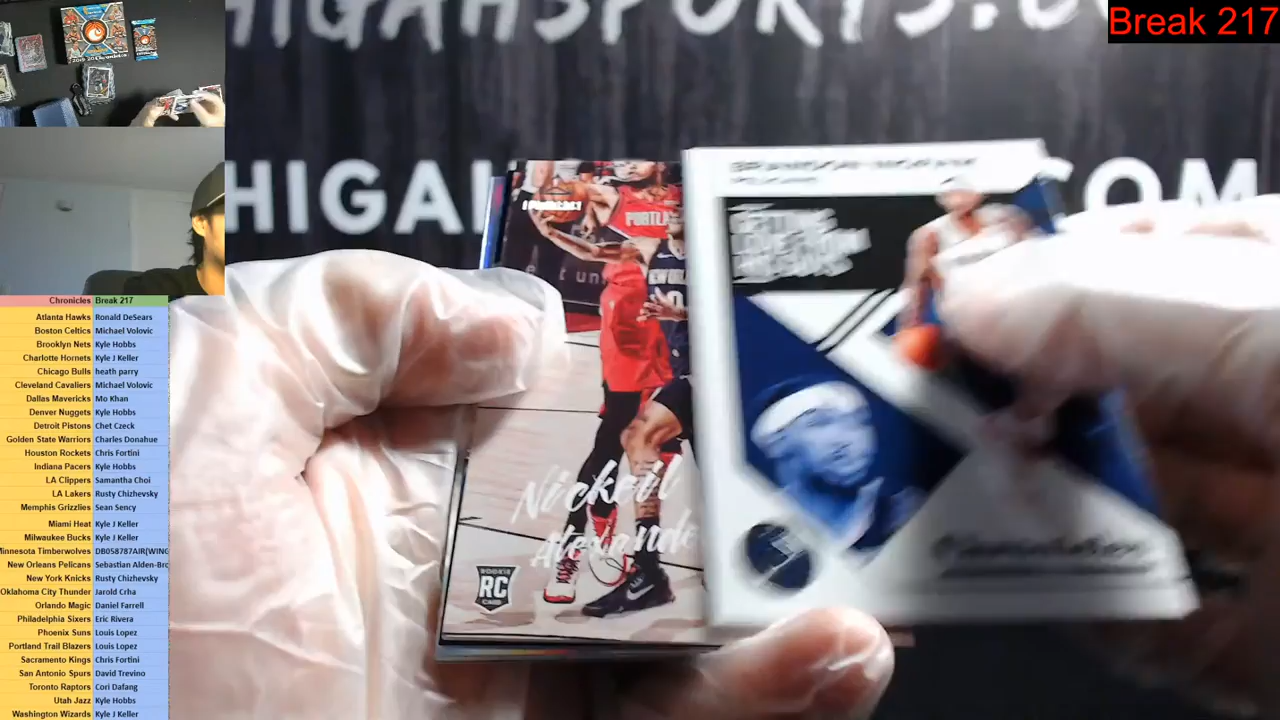 HIGAHSPORTS.CO
Break 217
HIGAH
COM
Chronicles Break 217
Atlanta Hawks Ronald DeSears
Boston Celtics Michael Volovic
Brooklyn Nets Kyle Hobbs
Charlotte Hornets Kyle J Keller
Chicago Bulls heath parry
Cleveland Cavaliers Michael Volovic
Dallas Mavericks Mo Khan
Denver Nuggets Kyle Hobbs
Detroit Pistons Chet Czeck
Golden State Warriors Charles Donahue
Houston Rockets Chris Fortini
Indiana Pacers Kyle Hobbs
LA Clippers Samantha Choi
LA Lakers Rusty Chizhevsky
Memphis Grizzlies Sean Sency
Miami Heat Kyle J Keller
Milwaukee Bucks Kyle J Keller
Minnesota Timberwolves DB058787AIR(WING
New Orleans Pelicans Sebastian Alden-Bro
New York Knicks Rusty Chizhevsky
Oklahoma City Thunder Jarold Crha
Orlando Magic Daniel Farrell
Philadelphia Sixers Eric Rivera
Phoenix Suns Louis Lopez
Portland Trail Blazers Louis Lopez
Sacramento Kings Chris Fortini
San Antonio Spurs David Trevino
Toronto Raptors Cori Dafang
Utah Jazz Kyle Hobbs
Washington Wizards Kyle J Keller
PORTLA
Nickeil
Alexande
ROOKIE
RC
CARD